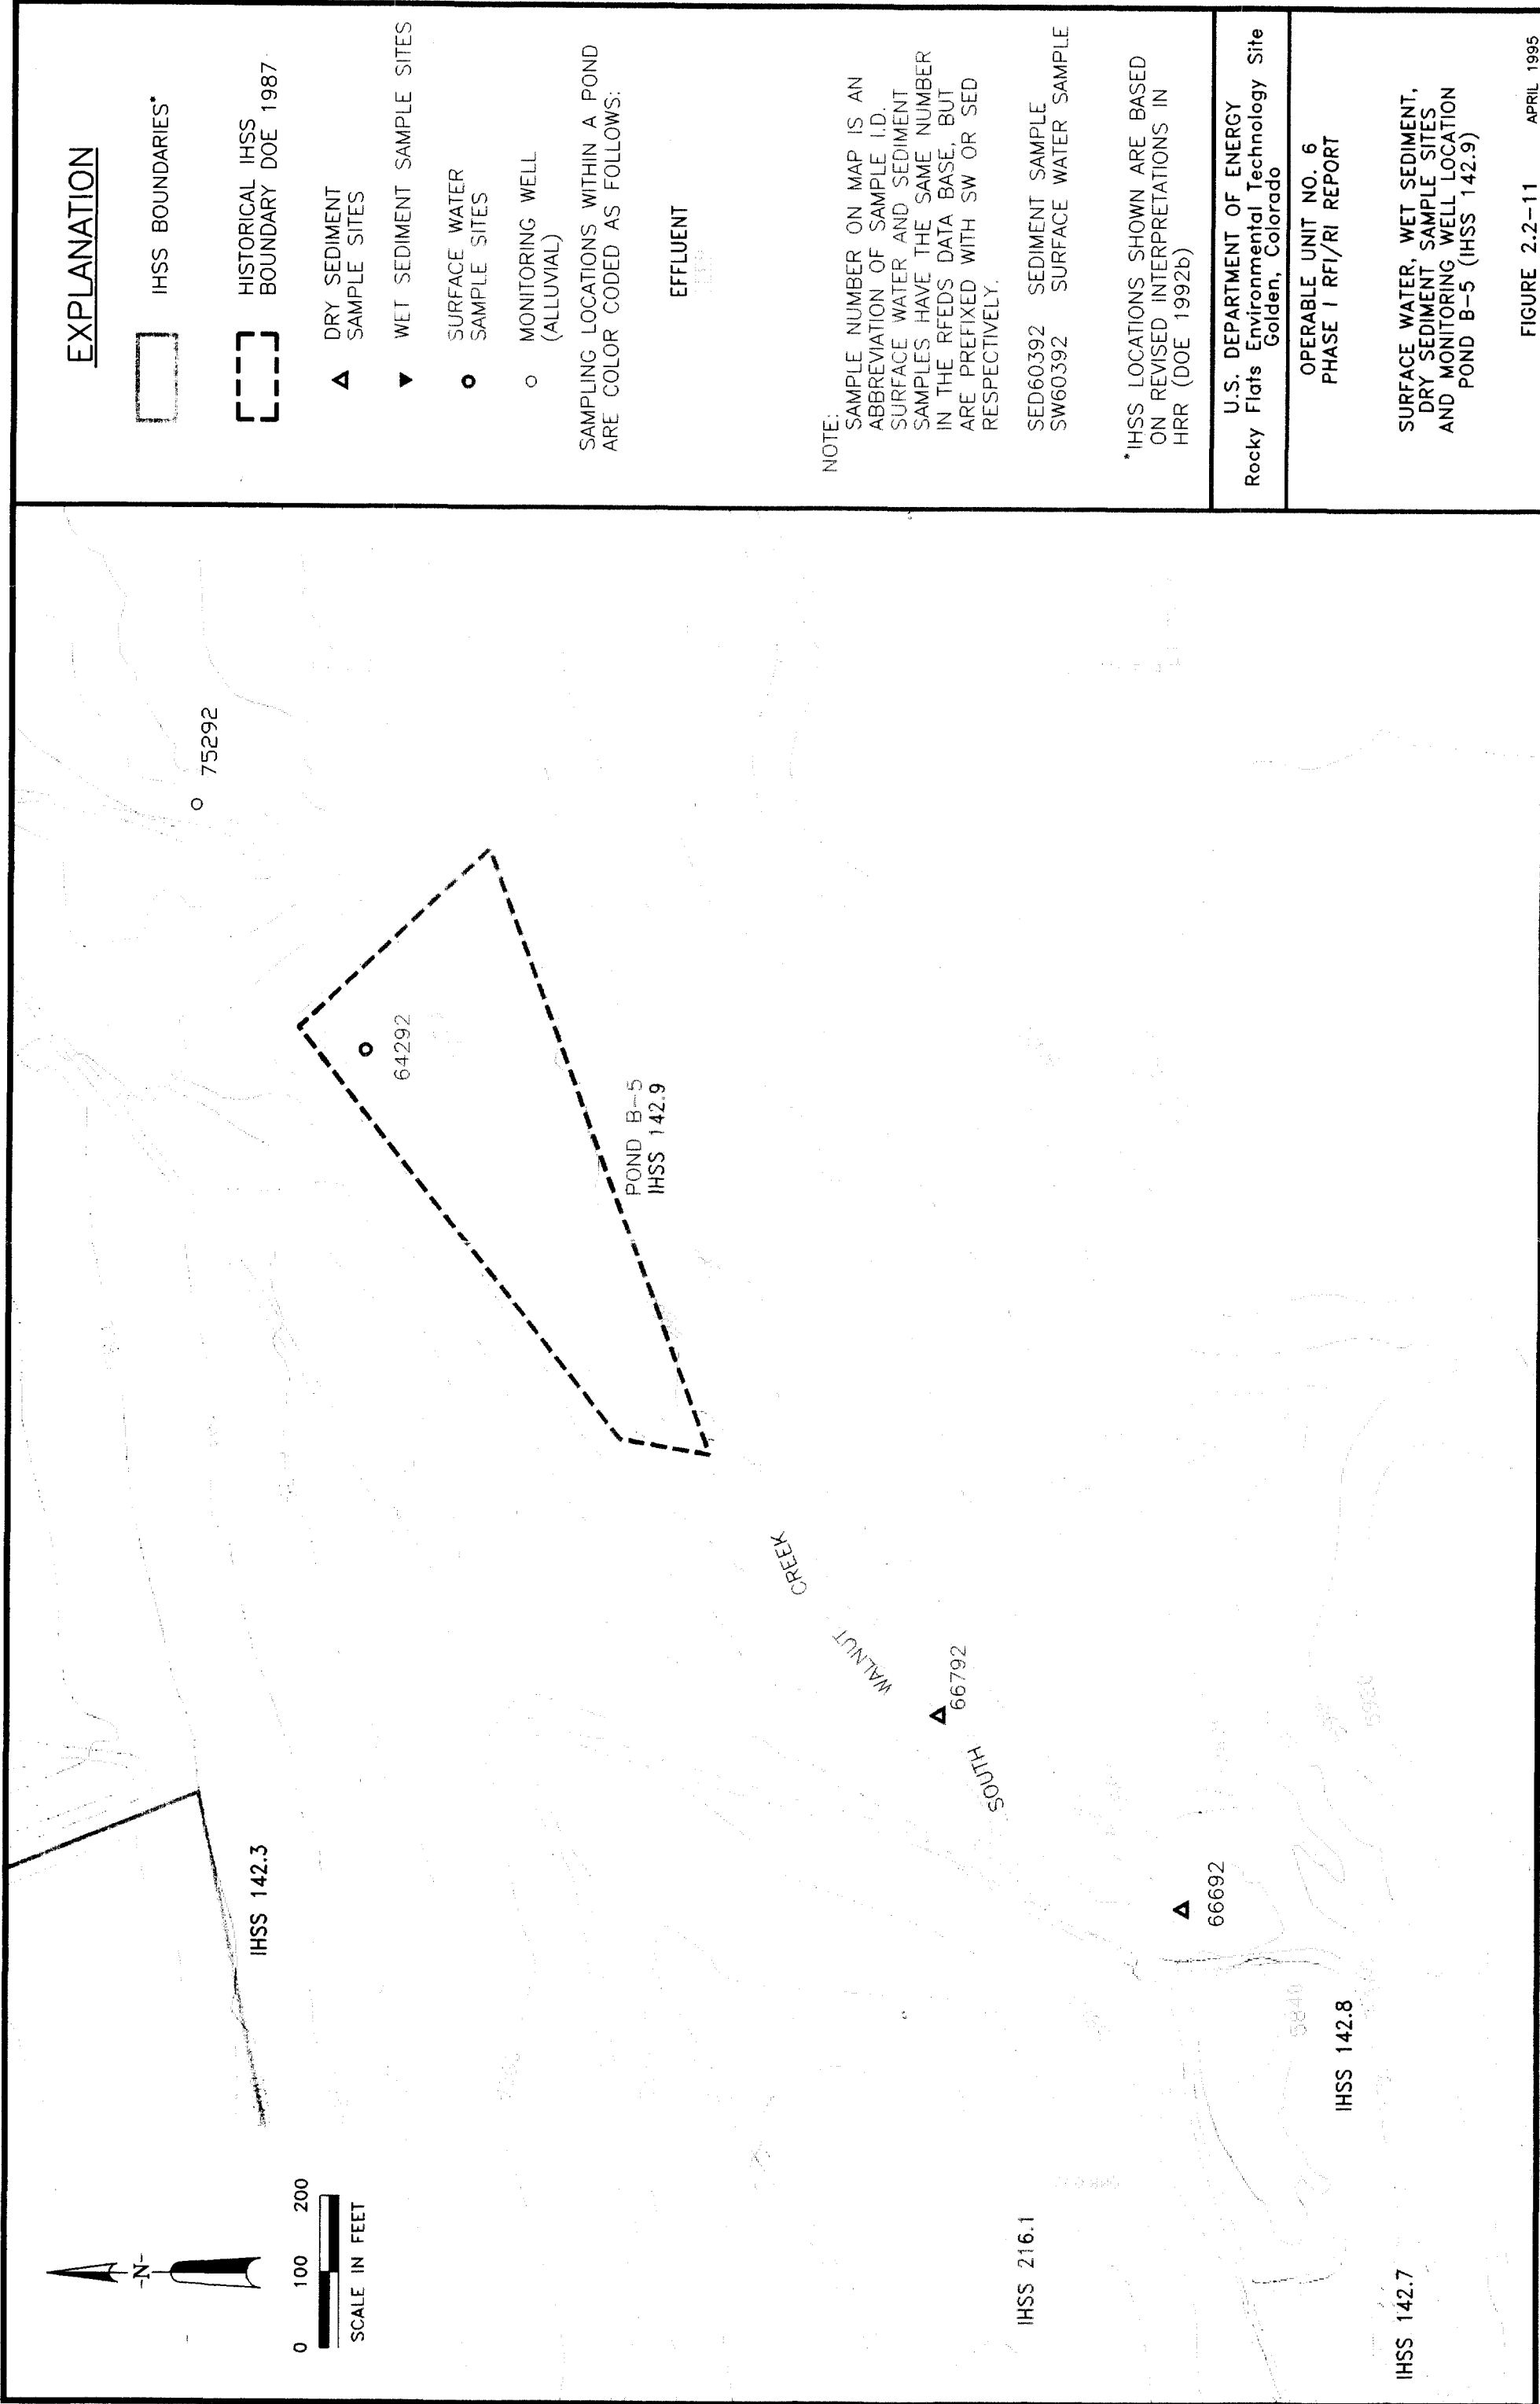 EXPLANATION
IHSS BOUNDARIES*
HISTORICAL IHSS
BOUNDARY DOE 1987
DRY SEDIMENT
SAMPLE SITES
WET SEDIMENT SAMPLE SITES
SURFACE WATER
SAMPLE SITES
MONITORING WELL
(ALLUVIAL)
SAMPLING LOCATIONS WITHIN A POND
ARE COLOR CODED AS FOLLOWS:
EFFLUENT
NOTE:
SAMPLE NUMBER ON MAP IS AN
ABBREVIATION OF SAMPLE I.D.
SURFACE WATER AND SEDIMENT
SAMPLES HAVE THE SAME NUMBER
IN THE RFEDS DATA BASE, BUT
ARE PREFIXED WITH SW OR SED
RESPECTIVELY.
SED60392 SEDIMENT SAMPLE
SW60392 SURFACE WATER SAMPLE
*IHSS LOCATIONS SHOWN ARE BASED
ON REVISED INTERPRETATIONS IN
HRR (DOE 1992b)
U.S. DEPARTMENT OF ENERGY
Rocky Flats Environmental Technology Site
Golden, Colorado
OPERABLE UNIT NO. 6
PHASE I RFI/RI REPORT
SURFACE WATER, WET SEDIMENT,
DRY SEDIMENT SAMPLE SITES
AND MONITORING WELL LOCATION
POND B-5 (IHSS 142.9)
FIGURE 2.2-11 APRIL 1995
-N-
0 100 200
SCALE IN FEET
IHSS 142.3
75292
64292
POND B-5
IHSS 142.9
CREEK
WALNUT
SOUTH
66792
66692
5840
IHSS 142.8
IHSS 216.1
IHSS 142.7